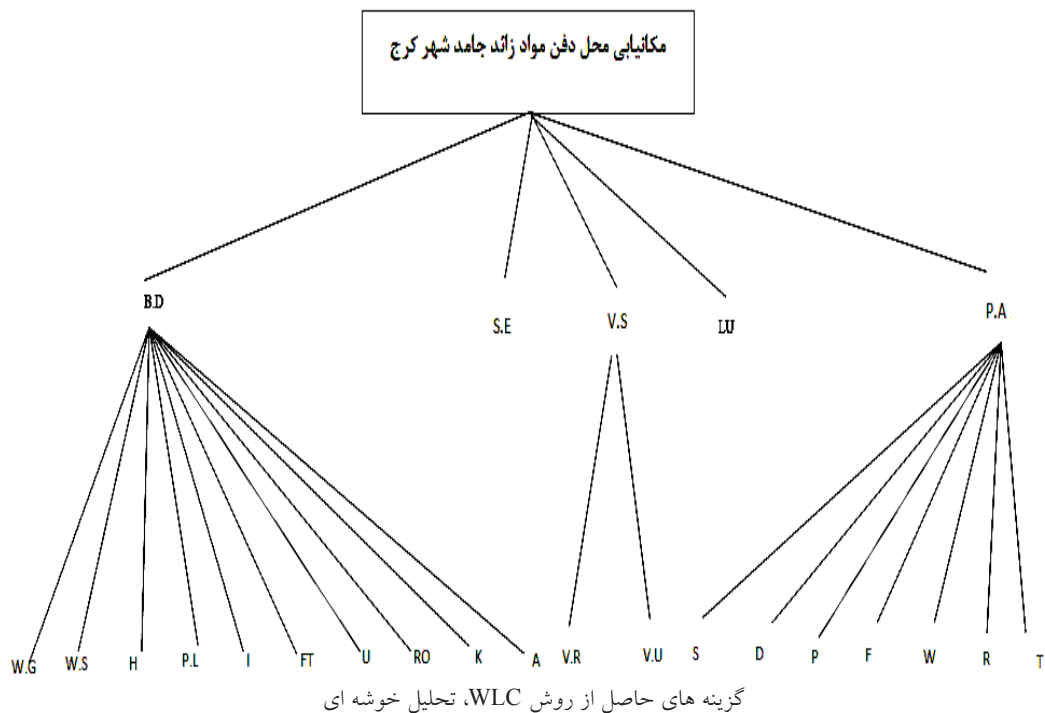 مکانیابی محل دفن مواد زائد جامد شهر کرج
B.D
S.E
V.S
LU
P.A
W.G
W.S
H
P.L
I
FT
U
RO
K
A
V.R
V.U
S
D
P
F
W
R
T
گزینه های حاصل از روش WLC، تحلیل خوشه ای